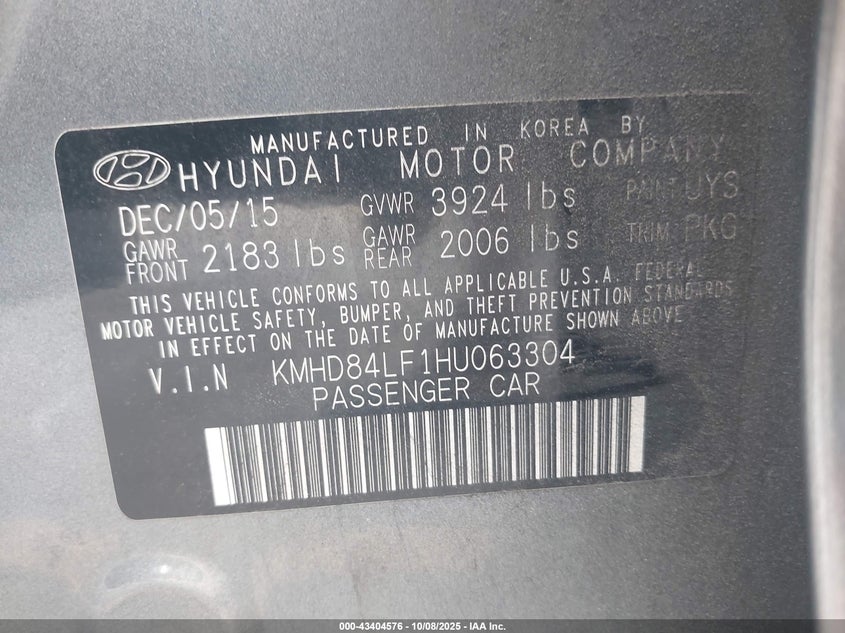 MANUFACTURED IN KOREA BY
HYUNDAI MOTOR COMPANY
DEC/05/15 GVWR 3924 lbs PAINT UYS
GAWR FRONT 2183 lbs GAWR REAR 2006 lbs TRIM PKG
THIS VEHICLE CONFORMS TO ALL APPLICABLE U.S.A. FEDERAL
MOTOR VEHICLE SAFETY, BUMPER, AND THEFT PREVENTION STANDARDS
IN EFFECT ON THE DATE OF MANUFACTURE SHOWN ABOVE
V.I.N KMHD84LF1HU063304
PASSENGER CAR
000-43404576 - 10/08/2025 - IAA Inc.